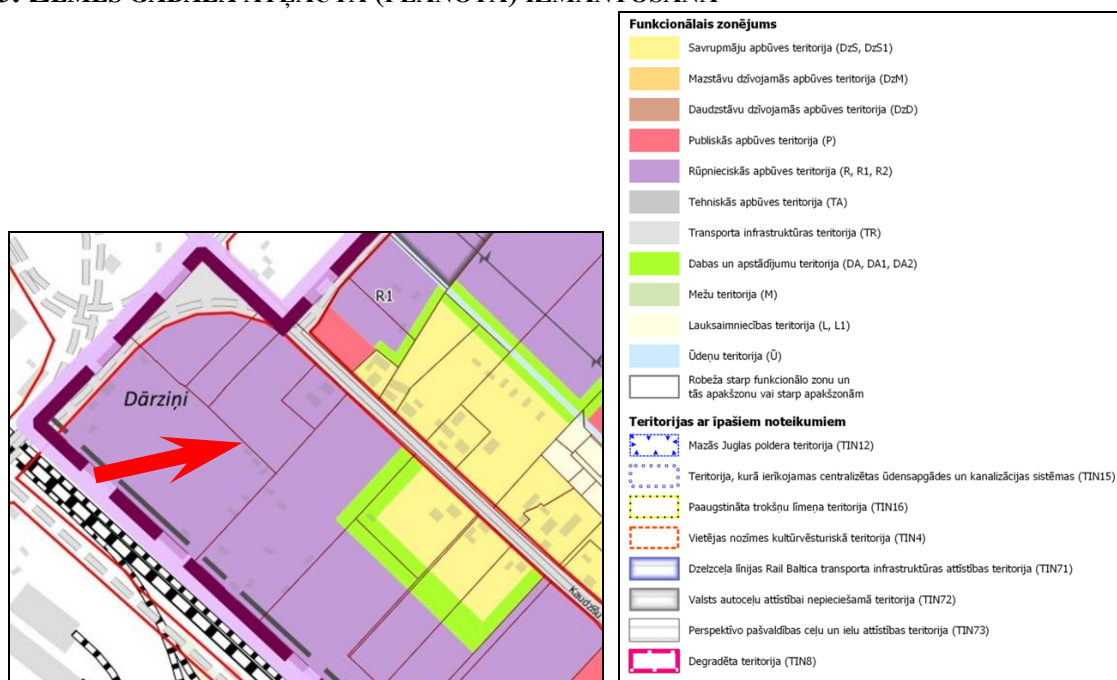 3. ZEMES GABALA ATĻAUTĀ (PLĀNOTĀ) IZMANTOŠANA
Funkcionālais zonējums
Savrupmāju apbūves teritorija (DzS, DzS1)
Mazstāvu dzīvojamās apbūves teritorija (DzM)
Daudzstāvu dzīvojamās apbūves teritorija (DzD)
Publiskās apbūves teritorija (P)
Rūpnieciskās apbūves teritorija (R, R1, R2)
Tehniskās apbūves teritorija (TA)
Transporta infrastruktūras teritorija (TR)
Dabas un apstādījumu teritorija (DA, DA1, DA2)
Mežu teritorija (M)
Lauksaimniecības teritorija (L, L1)
Ūdeņu teritorija (Ū)
Robeža starp funkcionālo zonu un
tās apakšzonu vai starp apakšzonām
Teritorijas ar īpašiem noteikumiem
Mazās Juglas poldera teritorija (TIN12)
Teritorija, kurā ierīkojamas centralizētas ūdensapgādes un kanalizācijas sistēmas (TIN15)
Paaugstināta trokšņu līmeņa teritorija (TIN16)
Vietējas nozīmes kultūrvēsturiskā teritorija (TIN4)
Dzelzceļa līnijas Rail Baltica transporta infrastruktūras attīstības teritorija (TIN71)
Valsts autoceļu attīstībai nepieciešamā teritorija (TIN72)
Perspektīvo pašvaldības ceļu un ielu attīstības teritorija (TIN73)
Degradēta teritorija (TIN8)
R1
Dārziņi
Kaudzīšu